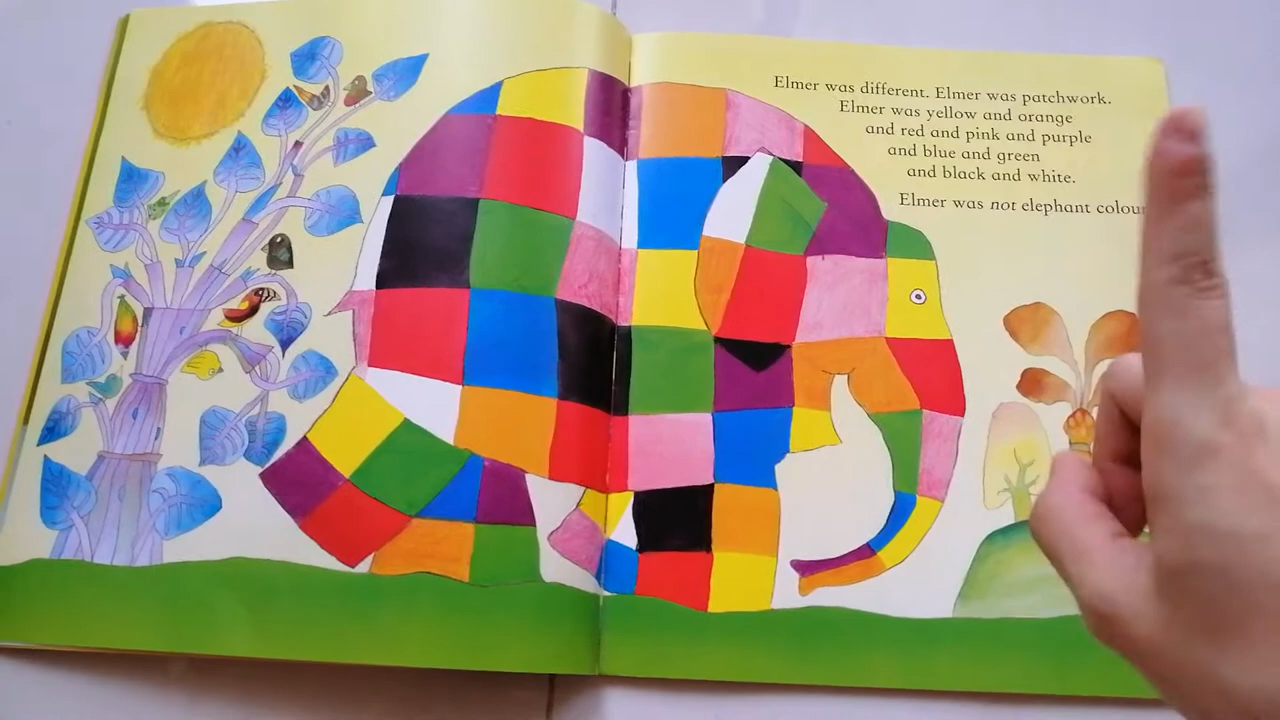 Elmer was different. Elmer was patchwork.
Elmer was yellow and orange
and red and pink and purple
and blue and green
and black and white.
Elmer was not elephant colour